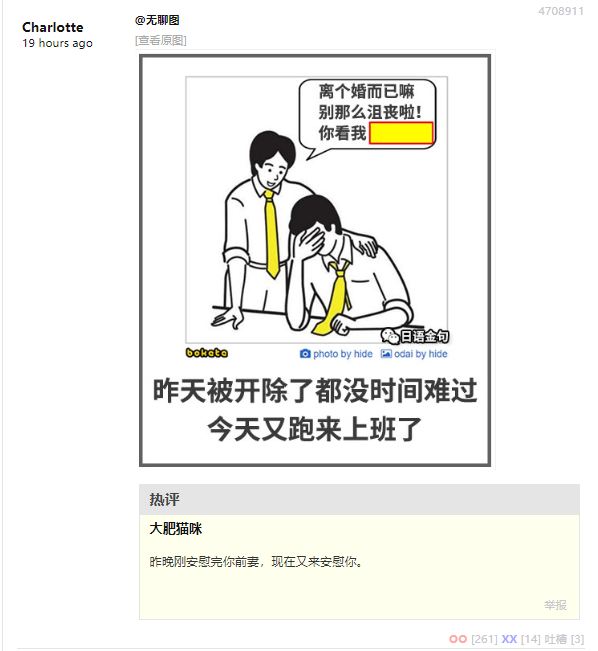 4708911
Charlotte
19 hours ago
@无聊图
[查看原图]
离个婚而已嘛
别那么沮丧啦！
你看我
日语金句
bokete
photo by hide
odai by hide
昨天被开除了都没时间难过
今天又跑来上班了
热评
大肥猫咪
昨晚刚安慰完你前妻，现在又来安慰你。
举报
OO [261] XX [14] 吐槽 [3]